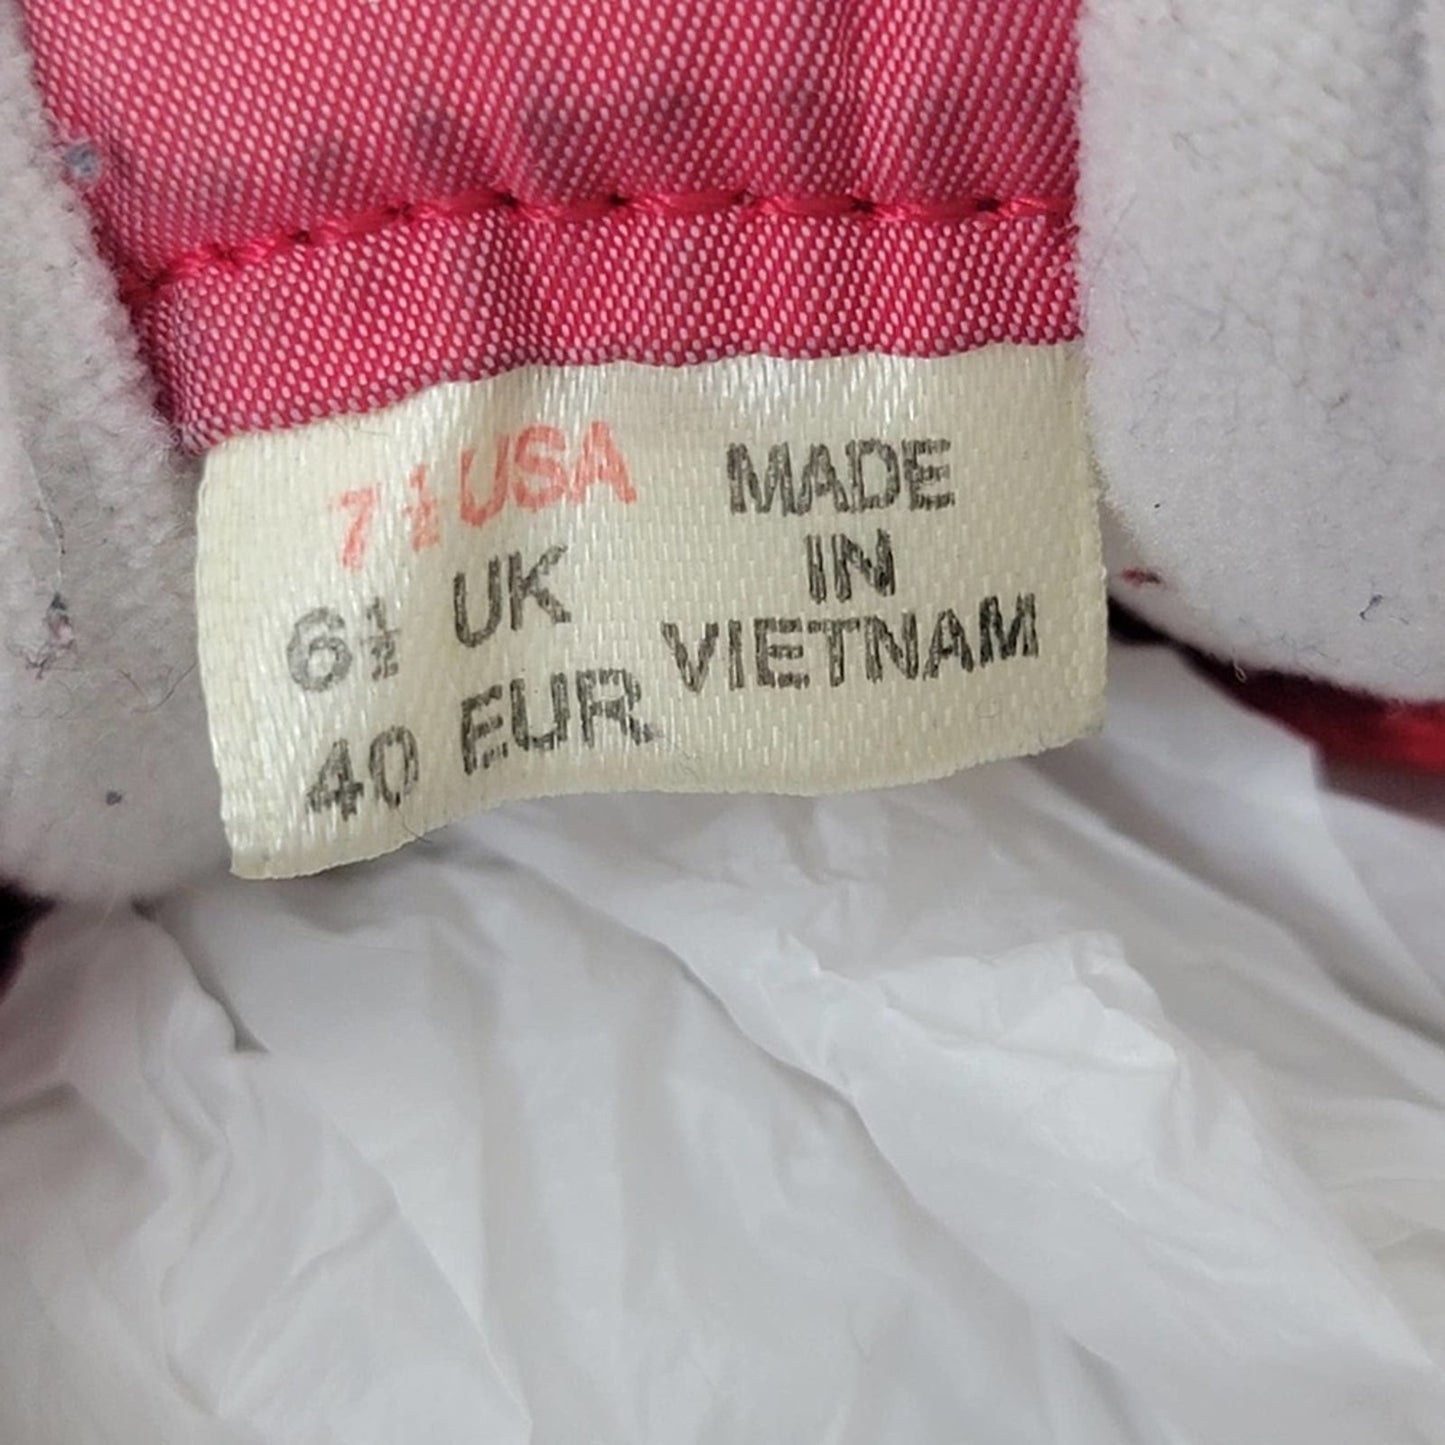 7 ½ USA
6½ UK
40 EUR
MADE
IN
VIETNAM